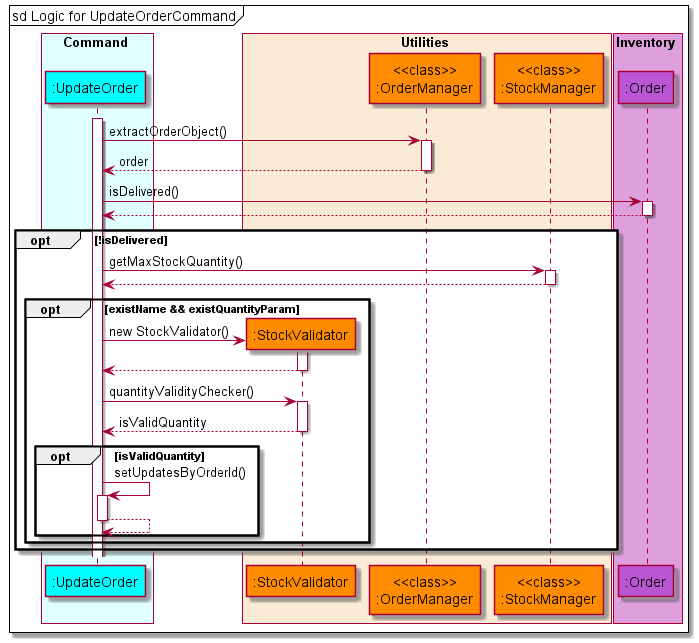 sd Logic for UpdateOrderCommand
Command
Utilities
Inventory
:UpdateOrder
<<class>>
:OrderManager
<<class>>
:StockManager
:Order
extractOrderObject()
order
isDelivered()
opt
[!isDelivered]
getMaxStockQuantity()
opt
[existName && existQuantityParam]
new StockValidator()
:StockValidator
quantityValidityChecker()
isValidQuantity
opt
[isValidQuantity]
setUpdatesByOrderId()
:UpdateOrder
:StockValidator
<<class>>
:OrderManager
<<class>>
:StockManager
:Order